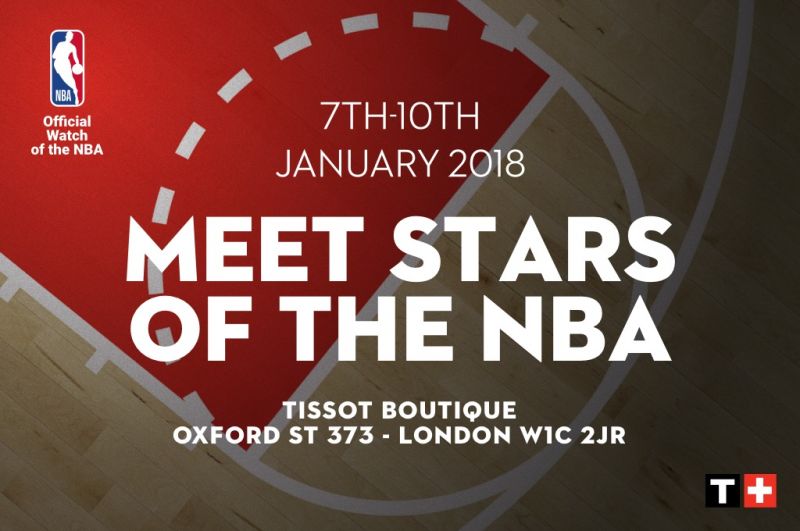 NBA
Official
Watch
of the NBA
7TH-10TH
JANUARY 2018
MEET STARS
OF THE NBA
TISSOT BOUTIQUE
OXFORD ST 373 - LONDON W1C 2JR
T+